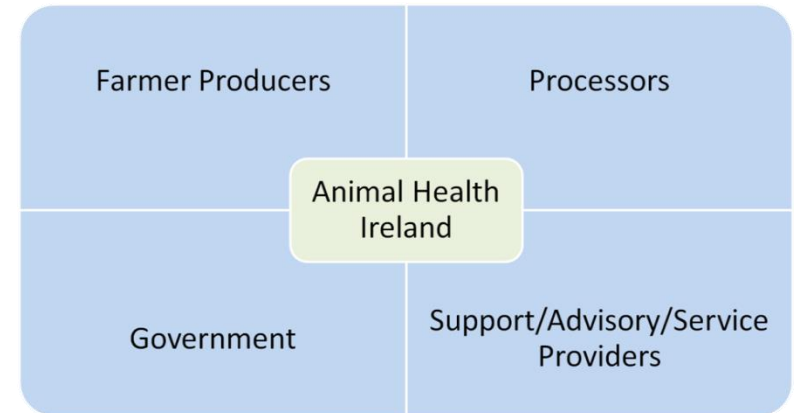 Farmer Producers
Processors
Animal Health
Ireland
Government
Support/Advisory/Service
Providers